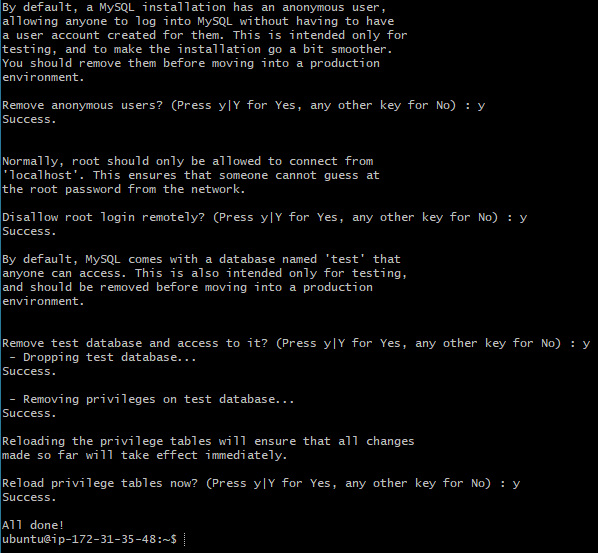 By default, a MySQL installation has an anonymous user,
allowing anyone to log into MySQL without having to have
a user account created for them. This is intended only for
testing, and to make the installation go a bit smoother.
You should remove them before moving into a production
environment.
Remove anonymous users? (Press y|Y for Yes, any other key for No) : y
Success.
Normally, root should only be allowed to connect from
'localhost'. This ensures that someone cannot guess at
the root password from the network.
Disallow root login remotely? (Press y|Y for Yes, any other key for No) : y
Success.
By default, MySQL comes with a database named 'test' that
anyone can access. This is also intended only for testing,
and should be removed before moving into a production
environment.
Remove test database and access to it? (Press y|Y for Yes, any other key for No) : y
 - Dropping test database...
Success.
 - Removing privileges on test database...
Success.
Reloading the privilege tables will ensure that all changes
made so far will take effect immediately.
Reload privilege tables now? (Press y|Y for Yes, any other key for No) : y
Success.
All done!
ubuntu@ip-172-31-35-48:~$